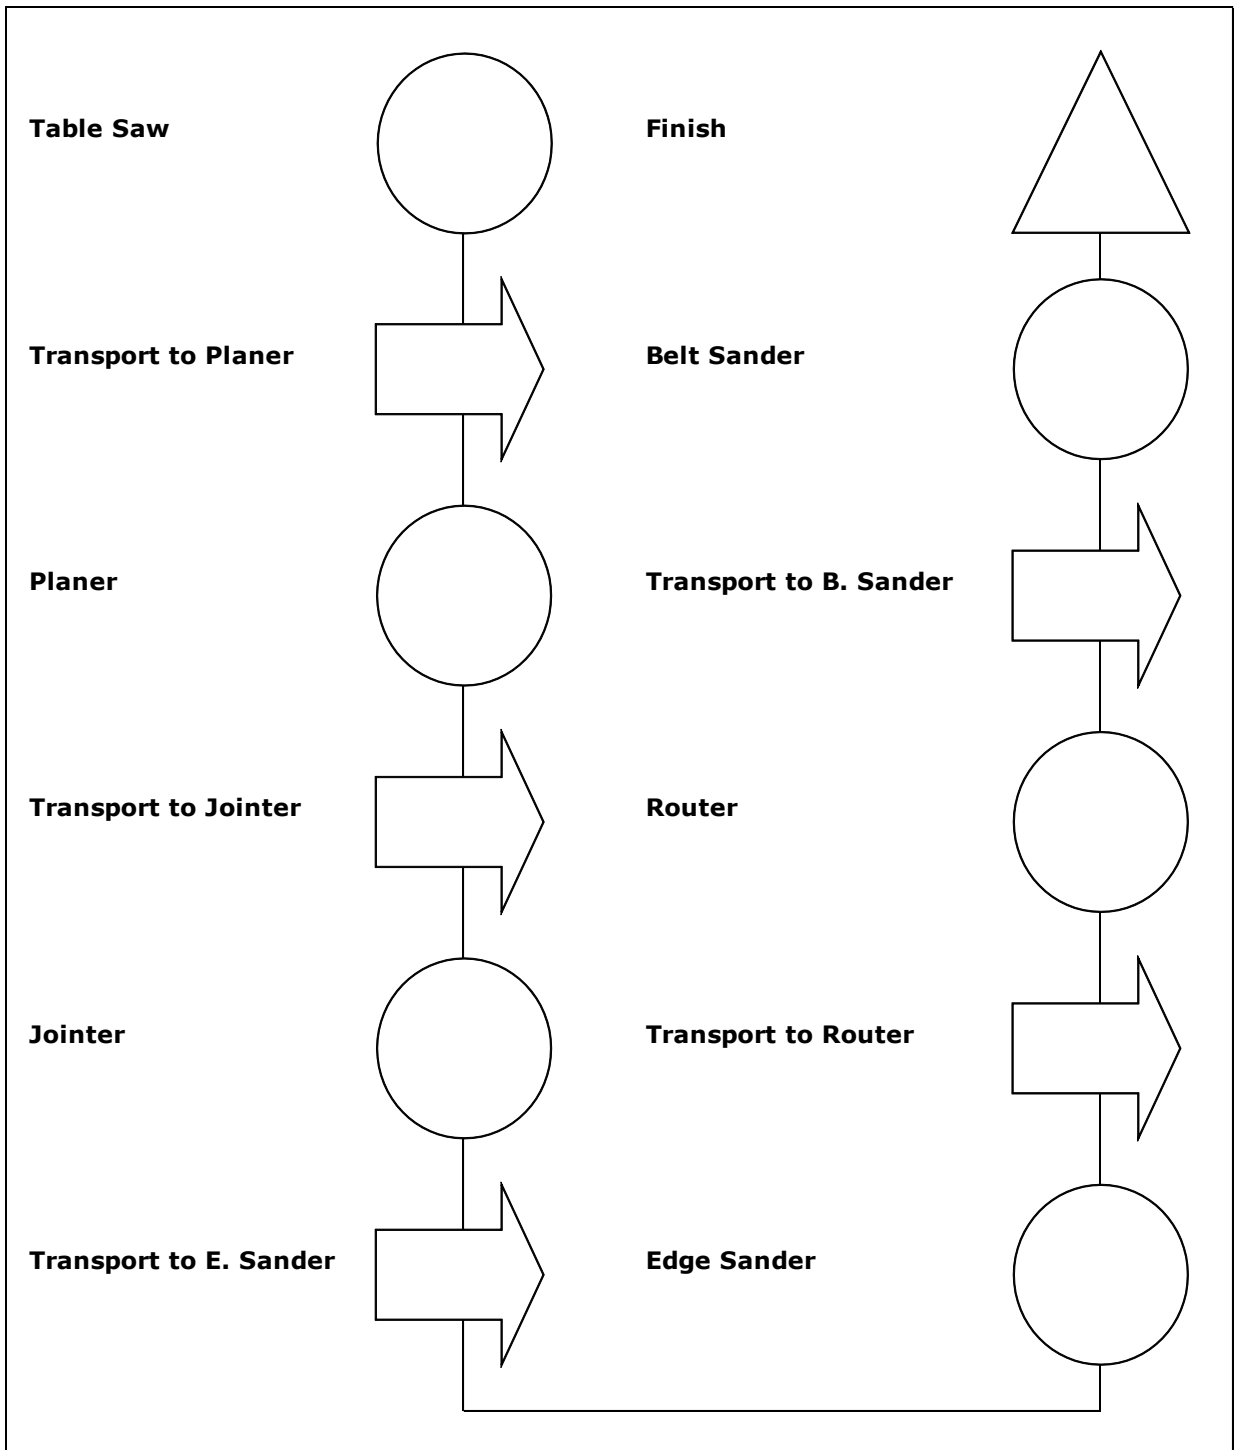 Table Saw
Transport to Planer
Planer
Transport to Jointer
Jointer
Transport to E. Sander
Finish
Belt Sander
Transport to B. Sander
Router
Transport to Router
Edge Sander